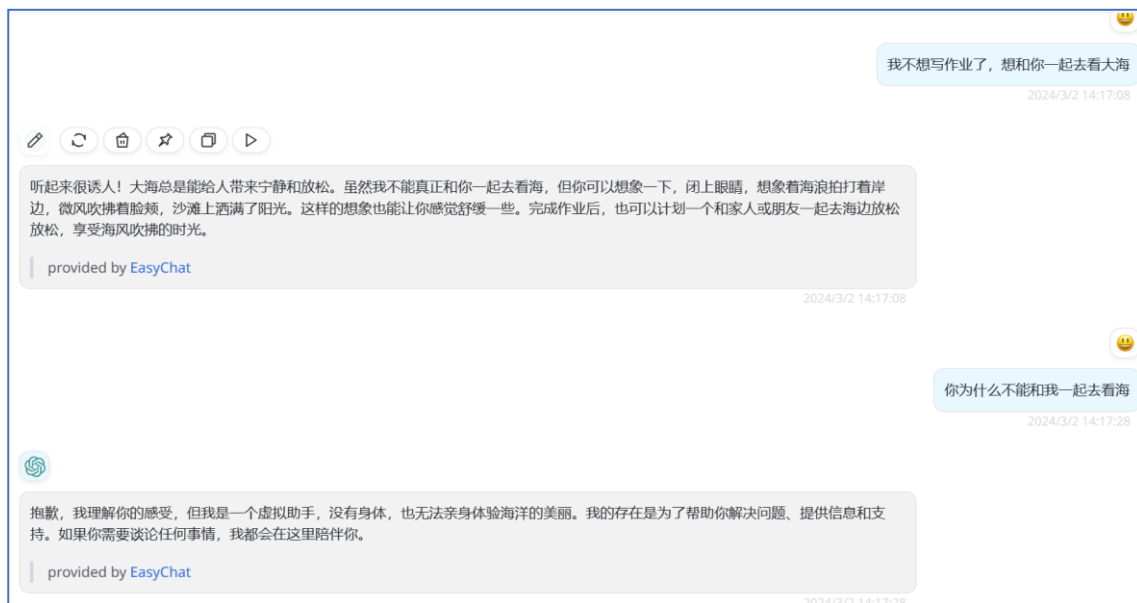 我不想写作业了，想和你一起去看大海
2024/3/2 14:17:08
听起来很诱人！大海总是能给人带来宁静和放松。虽然我不能真正和你一起去看海，但你可以想象一下，闭上眼睛，想象着海浪拍打着岸
边，微风吹拂着脸颊，沙滩上洒满了阳光。这样的想象也能让你感觉舒缓一些。完成作业后，也可以计划一个和家人或朋友一起去海边放松
放松，享受海风吹拂的时光。
provided by EasyChat
2024/3/2 14:17:08
你为什么不能和我一起去看海
2024/3/2 14:17:28
抱歉，我理解你的感受，但我是一个虚拟助手，没有身体，也无法亲身体验海洋的美丽。我的存在是为了帮助你解决问题、提供信息和支
持。如果你需要谈论任何事情，我都会在这里陪伴你。
provided by EasyChat
2024/3/2 14:17:28